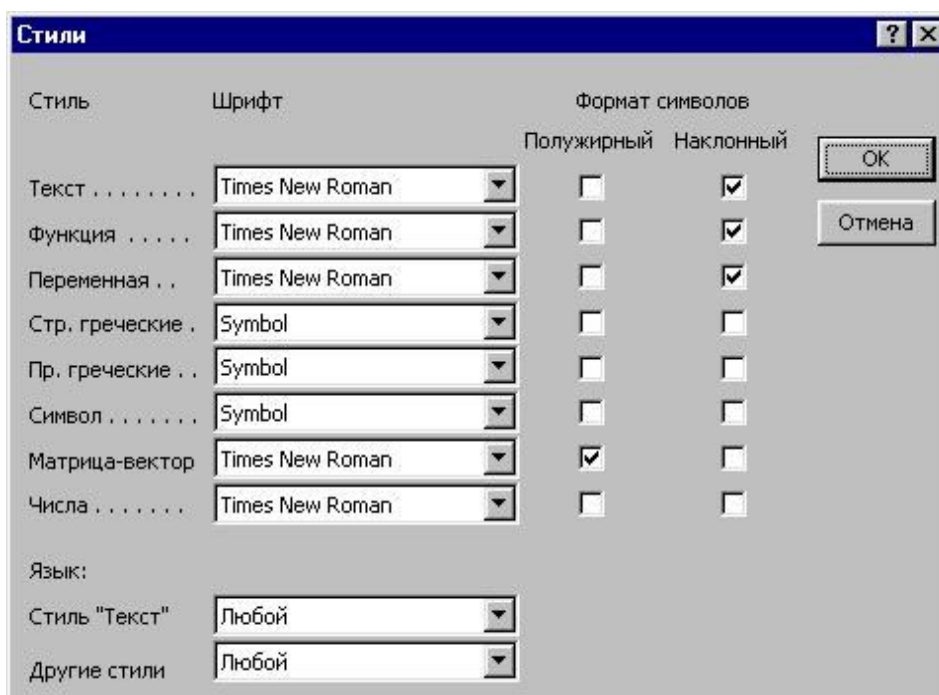 Стили
Стиль Шрифт Формат символов
Полужирный Наклонный
OK
Текст . . . . . . . . Times New Roman
Отмена
Функция . . . . . Times New Roman
Переменная . . Times New Roman
Стр. греческие . Symbol
Пр. греческие . . Symbol
Символ . . . . . . . Symbol
Матрица-вектор Times New Roman
Числа . . . . . . . Times New Roman
Язык:
Стиль "Текст" Любой
Другие стили Любой